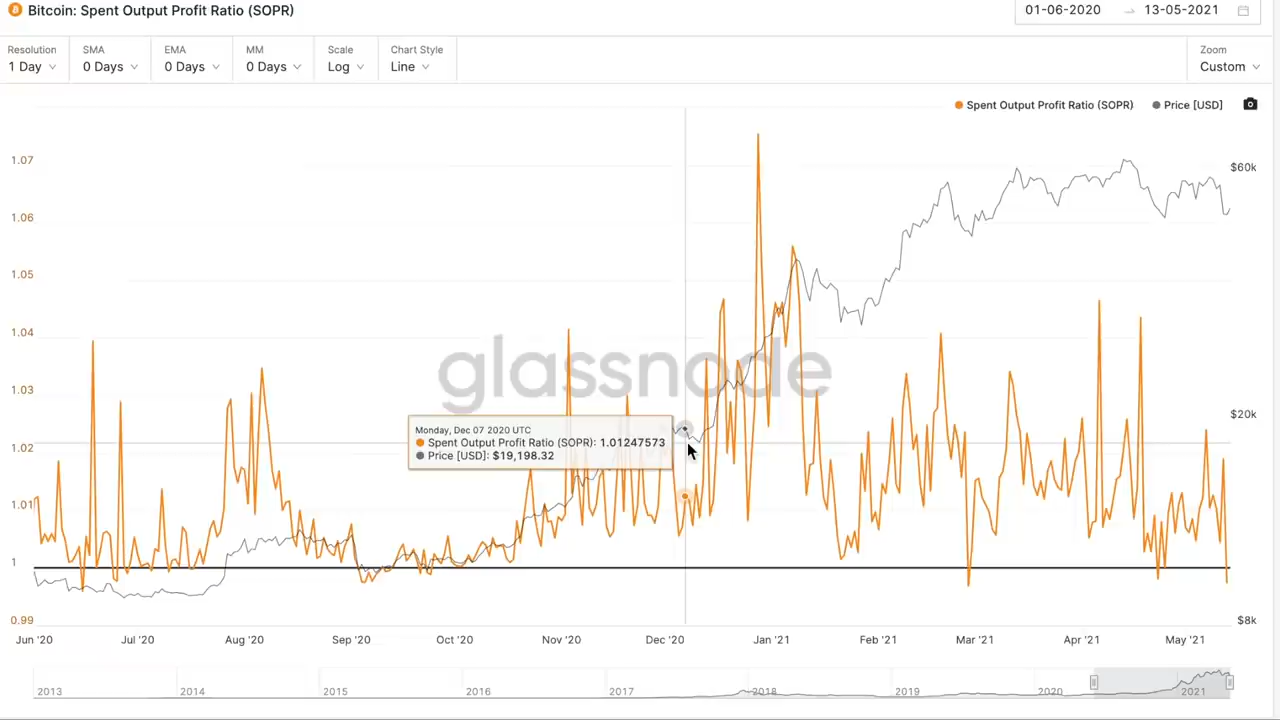 Bitcoin: Spent Output Profit Ratio (SOPR)
01-06-2020 → 13-05-2021
Resolution SMA EMA MM Scale Chart Style Zoom
1 Day 0 Days 0 Days 0 Days Log Line Custom
Spent Output Profit Ratio (SOPR) Price [USD]
1.07
1.06
1.05
1.04
1.03
1.02
1.01
1
0.99
$60k
$20k
$8k
glassnode
Monday, Dec 07 2020 UTC
Spent Output Profit Ratio (SOPR): 1.01247573
Price [USD]: $19,198.32
Jun '20 Jul '20 Aug '20 Sep '20 Oct '20 Nov '20 Dec '20 Jan '21 Feb '21 Mar '21 Apr '21 May '21
2013 2014 2015 2016 2017 2018 2019 2020 2021